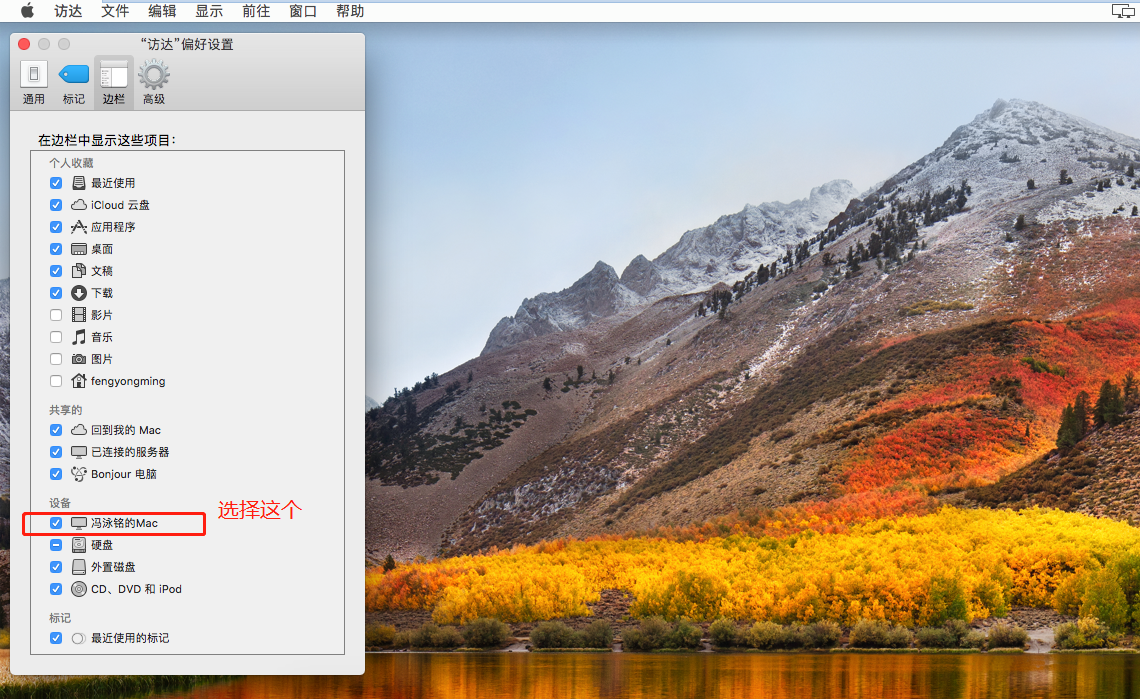 访达 文件 编辑 显示 前往 窗口 帮助
“访达”偏好设置
通用 标记 边栏 高级
在边栏中显示这些项目：
个人收藏
最近使用
iCloud 云盘
应用程序
桌面
文稿
下载
影片
音乐
图片
fengyongming
共享的
回到我的 Mac
已连接的服务器
Bonjour 电脑
设备
冯泳铭的Mac 选择这个
硬盘
外置磁盘
CD、DVD 和 iPod
标记
最近使用的标记